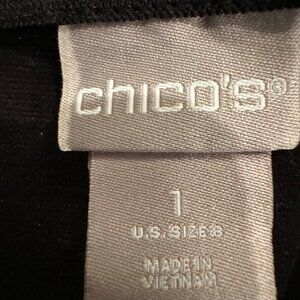 chico's®
1
U.S. SIZE 8
MADE IN
VIETNAM